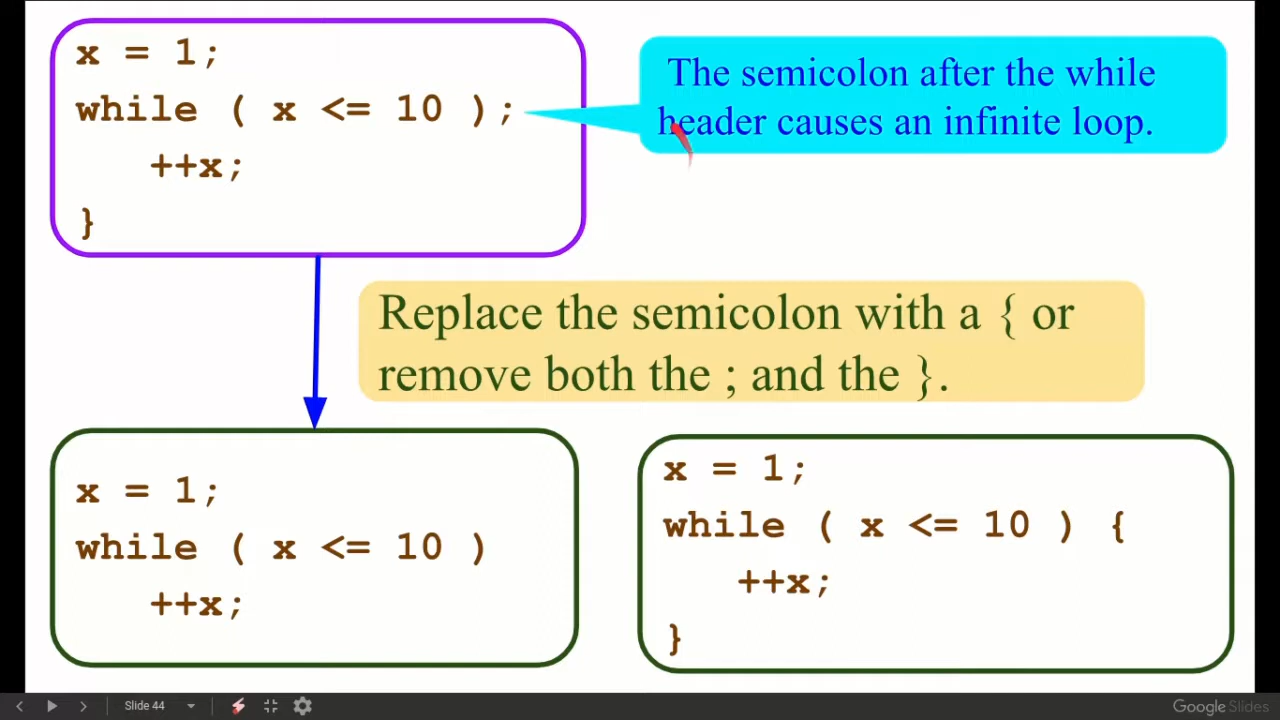 x = 1;
while ( x <= 10 );
++x;
}
The semicolon after the while
header causes an infinite loop.
Replace the semicolon with a { or
remove both the ; and the }.
x = 1;
while ( x <= 10 )
++x;
x = 1;
while ( x <= 10 ) {
++x;
}
Slide 44
Google Slides